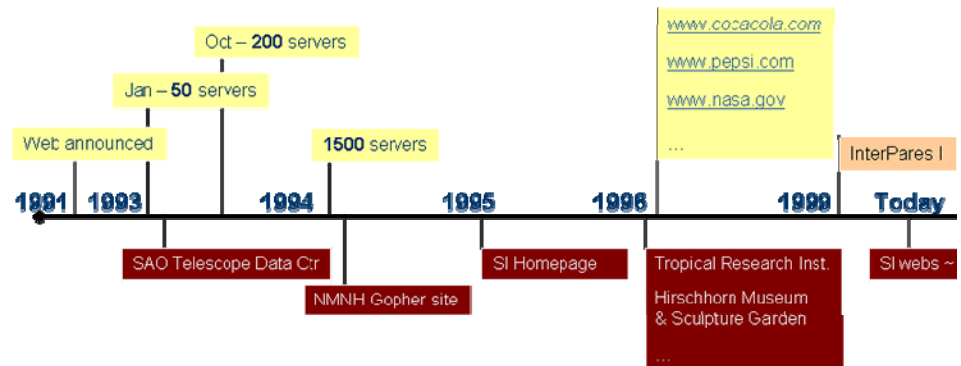 Oct – 200 servers
Jan – 50 servers
Web announced
1500 servers
www.cocacola.com
www.pepsi.com
www.nasa.gov
...
InterPares I
1991 1993 1994 1995 1996 1999 Today
SAO Telescope Data Ctr
NMNH Gopher site
SI Homepage
Tropical Research Inst.
Hirschhorn Museum
& Sculpture Garden
...
SI webs ~